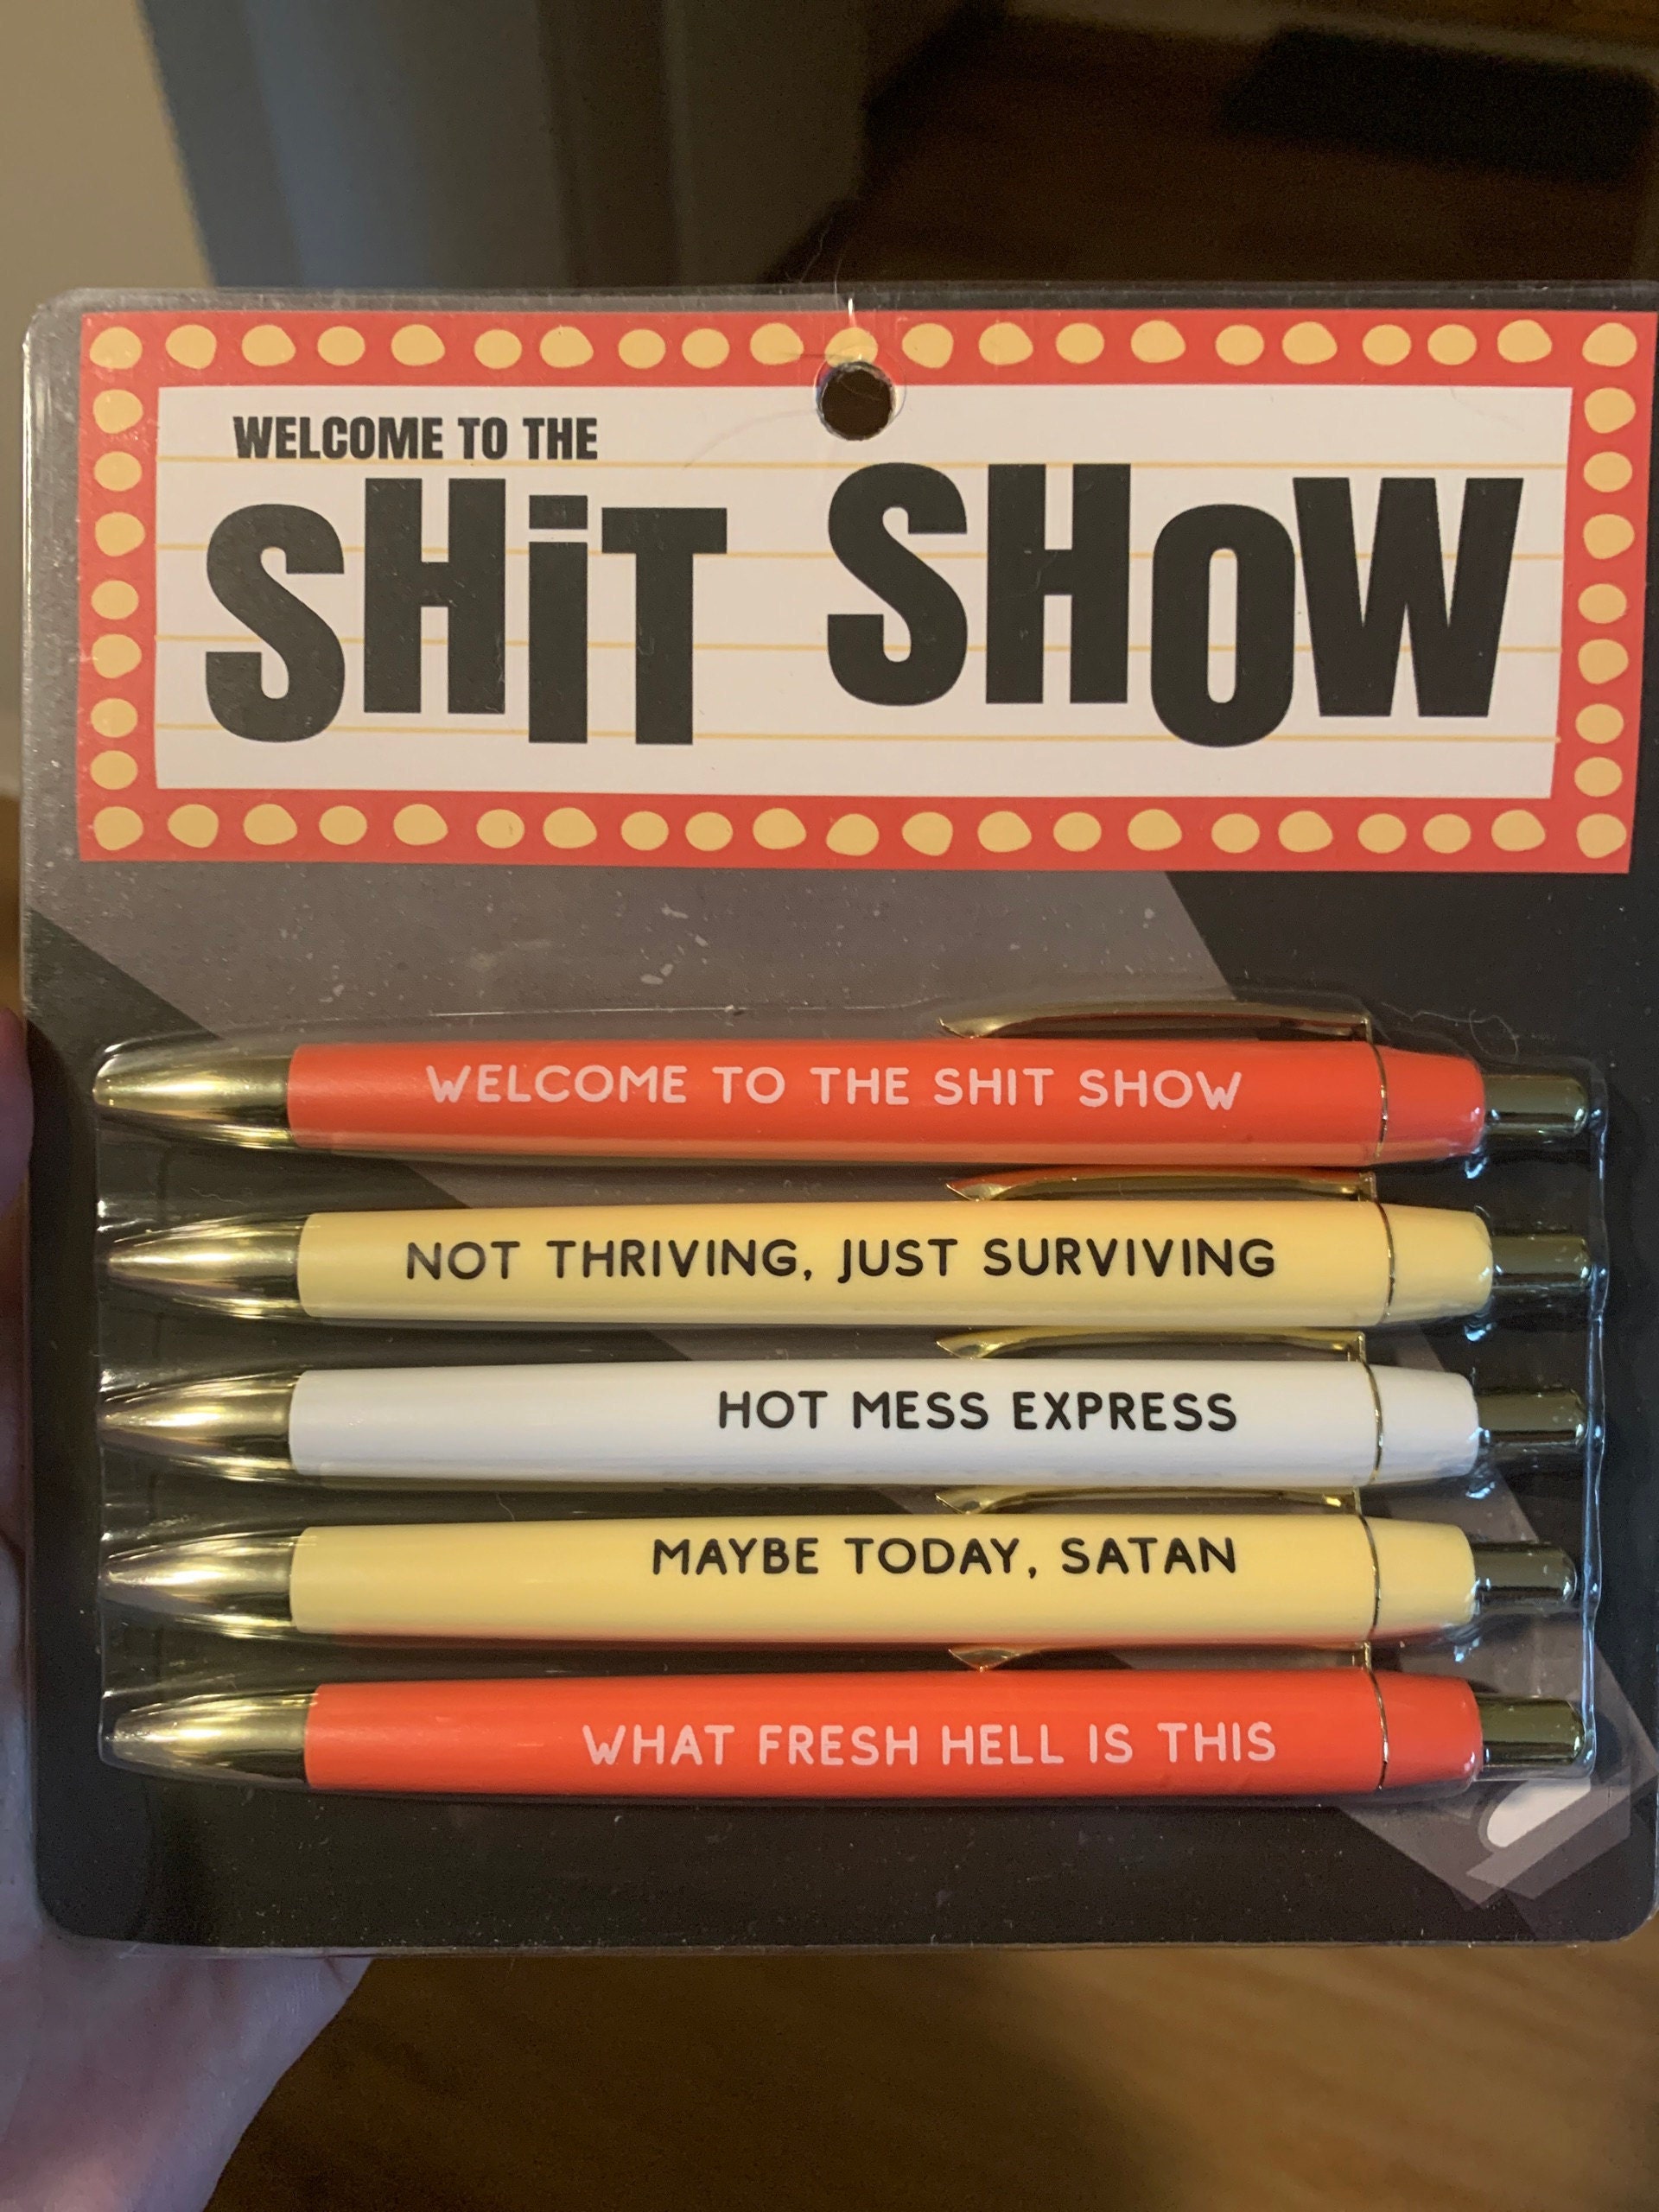 WELCOME TO THE
SHiT SHOW
WELCOME TO THE SHIT SHOW
NOT THRIVING, JUST SURVIVING
HOT MESS EXPRESS
MAYBE TODAY, SATAN
WHAT FRESH HELL IS THIS